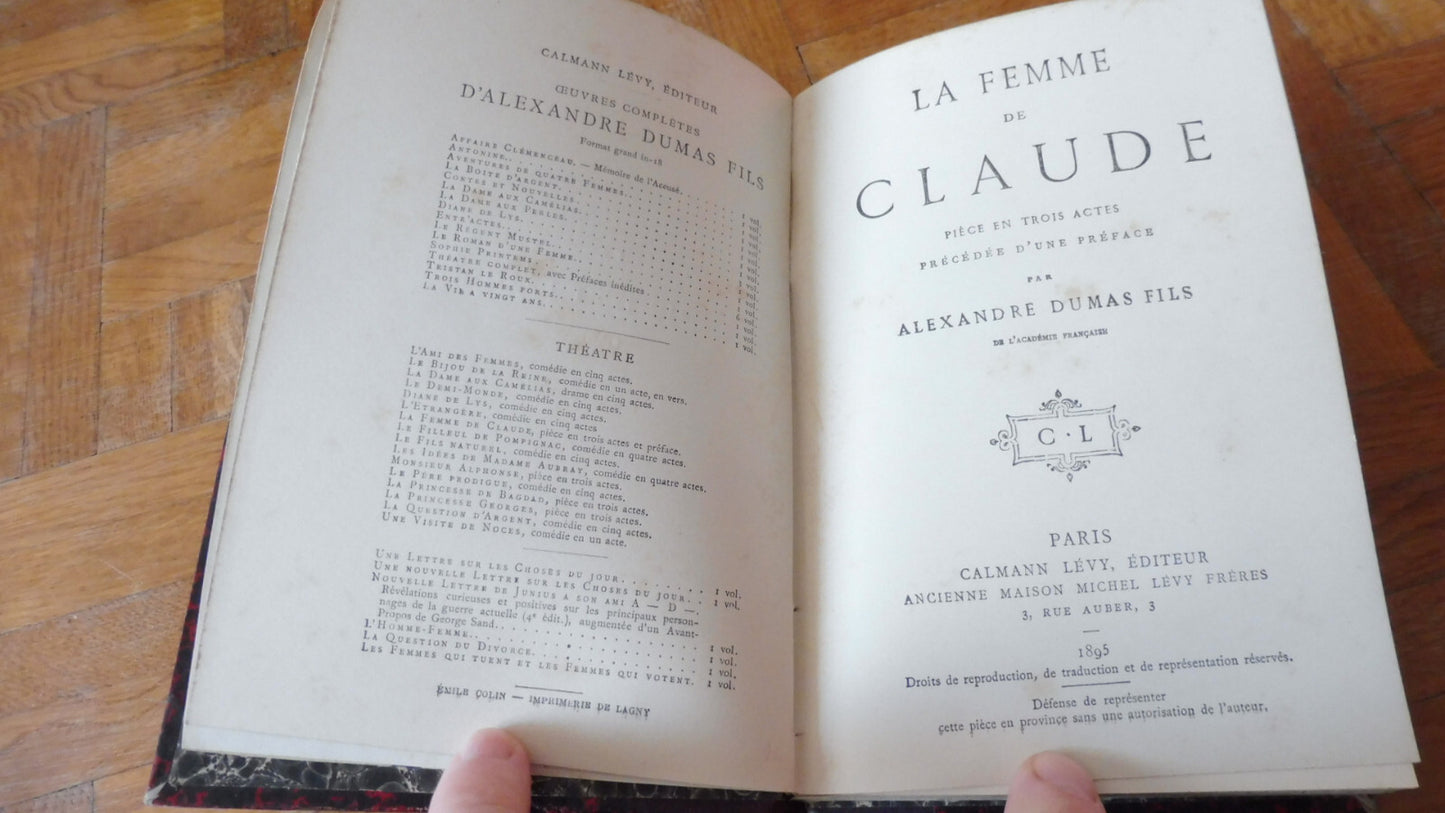 CALMANN LÉVY, ÉDITEUR
ŒUVRES COMPLÈTES
D'ALEXANDRE DUMAS FILS
Format grand in-18
AFFAIRE CLÉMENCEAU. — Mémoire de l'Accusé. 1 vol.
ANTONINE. 1 vol.
AVENTURES DE QUATRE FEMMES. 1 vol.
LA BOITE D'ARGENT. 1 vol.
CONTES ET NOUVELLES. 1 vol.
LA DAME AUX CAMÉLIAS. 1 vol.
LA DAME AUX PERLES. 1 vol.
DIANE DE LYS. 1 vol.
ENTR'ACTES.
LE RÉGENT MUSTEL.
LE ROMAN D'UNE FEMME.
SOPHIE PRINTEMS.
THÉATRE COMPLET, avec Préfaces inédites 6 vol.
TRISTAN LE ROUX. 1 vol.
TROIS HOMMES FORTS. 1 vol.
LA VIE A VINGT ANS. 1 vol.
THÉATRE
L'AMI DES FEMMES, comédie en cinq actes.
LE BIJOU DE LA REINE, comédie en un acte, en vers.
LA DAME AUX CAMÉLIAS, drame en cinq actes.
LE DEMI-MONDE, comédie en cinq actes.
DIANE DE LYS, comédie en cinq actes.
L'ETRANGÈRE, comédie en cinq actes
LA FEMME DE CLAUDE, pièce en trois actes et préface.
LE FILLEUL DE POMPIGNAC, comédie en quatre actes.
LE FILS NATUREL, comédie en cinq actes.
LES IDÉES DE MADAME AUBRAY, comédie en quatre actes.
MONSIEUR ALPHONSE, pièce en trois actes.
LE PÈRE PRODIGUE, comédie en cinq actes.
LA PRINCESSE DE BAGDAD, pièce en trois actes.
LA PRINCESSE GEORGES, pièce en trois actes.
LA QUESTION D'ARGENT, comédie en cinq actes.
UNE VISITE DE NOCES, comédie en un acte.
UNE LETTRE SUR LES CHOSES DU JOUR. 1 vol.
UNE NOUVELLE LETTRE SUR LES CHOSES DU JOUR. 1 vol.
NOUVELLE LETTRE DE JUNIUS A SON AMI A — D —.
Révélations curieuses et positives sur les principaux person-
nages de la guerre actuelle (4e édit.), augmentée d'un Avant-
Propos de George Sand. 1 vol.
L'HOMME-FEMME. 1 vol.
LA QUESTION DU DIVORCE. 1 vol.
LES FEMMES QUI TUENT ET LES FEMMES QUI VOTENT. 1 vol.
ÉMILE COLIN — IMPRIMERIE DE LAGNY
LA FEMME
DE
CLAUDE
PIÈCE EN TROIS ACTES
PRÉCÉDÉE D'UNE PRÉFACE
PAR
ALEXANDRE DUMAS FILS
DE L'ACADÉMIE FRANÇAISE
C · L
PARIS
CALMANN LÉVY, ÉDITEUR
ANCIENNE MAISON MICHEL LÉVY FRÈRES
3, RUE AUBER, 3
1895
Droits de reproduction, de traduction et de représentation réservés.
Défense de représenter
cette pièce en province sans une autorisation de l'auteur.